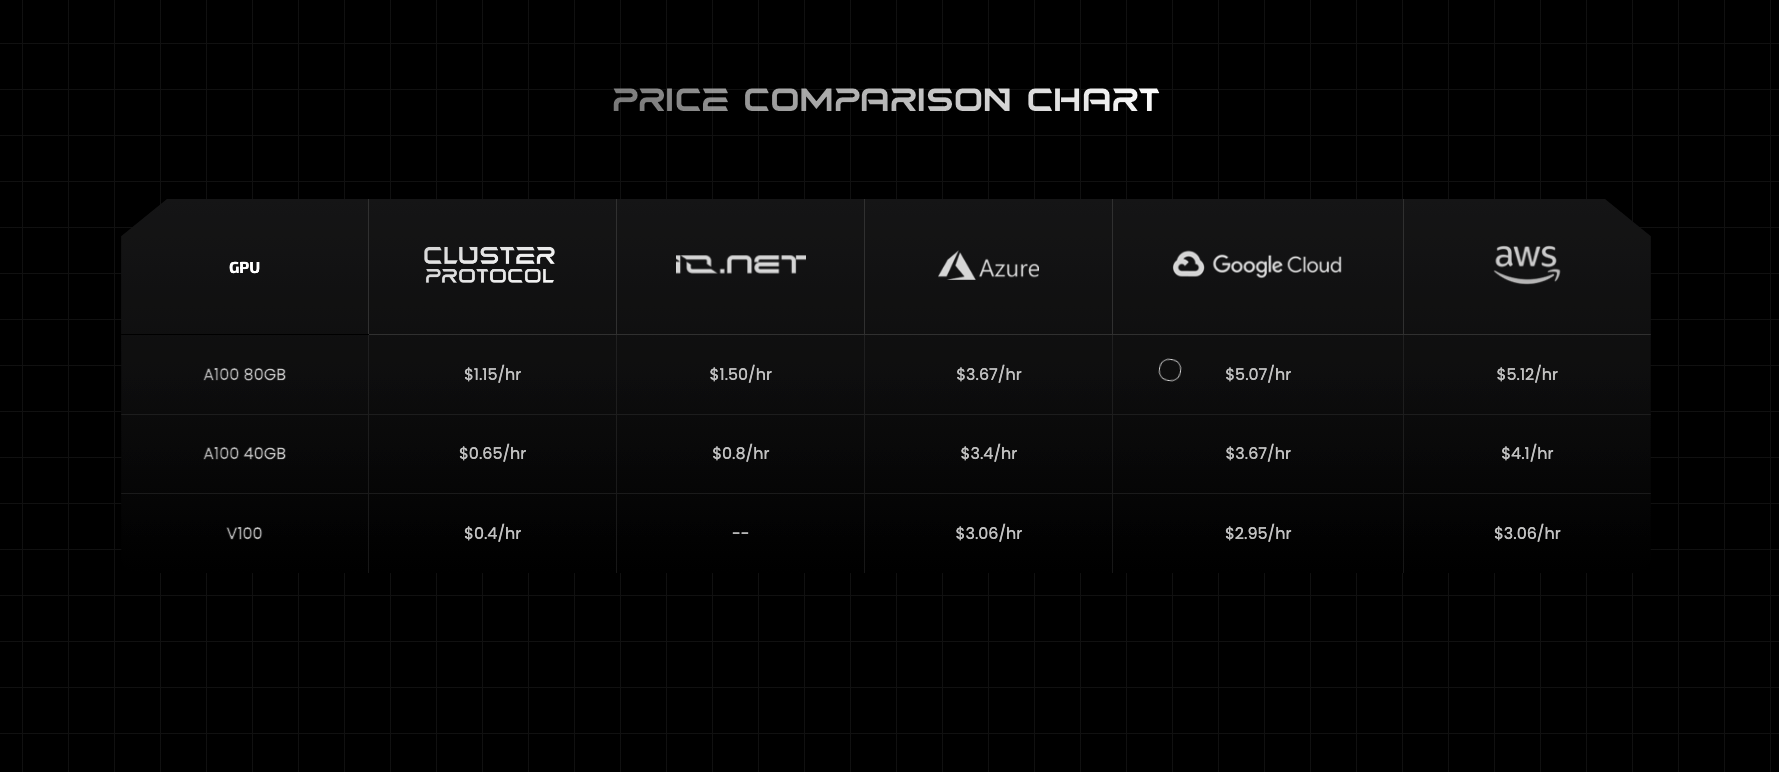 PRICE COMPARISON CHART
GPU CLUSTER PROTOCOL IO.NET Azure Google Cloud aws
A100 80GB $1.15/hr $1.50/hr $3.67/hr $5.07/hr $5.12/hr
A100 40GB $0.65/hr $0.8/hr $3.4/hr $3.67/hr $4.1/hr
V100 $0.4/hr -- $3.06/hr $2.95/hr $3.06/hr